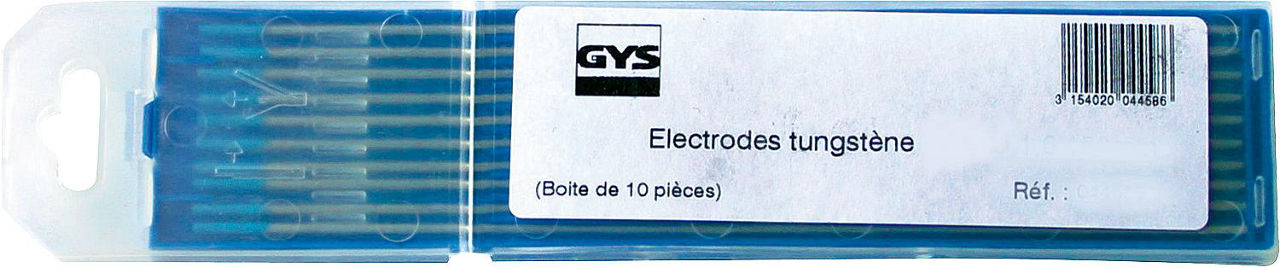 GYS
3 154020 044586
Electrodes tungstène
(Boite de 10 pièces)
Réf. :